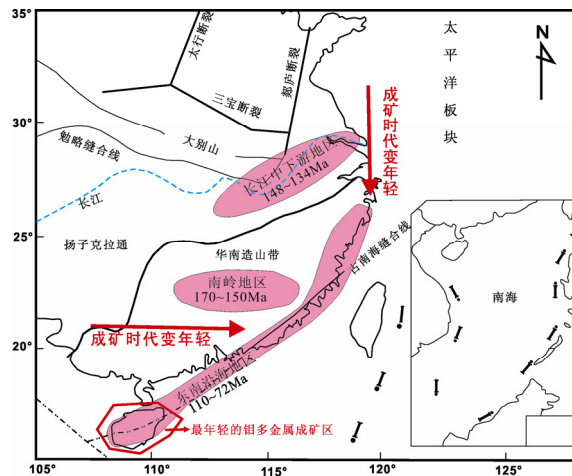 35°
30°
25°
20°
105°
110°
115°
120°
125°
太行断裂
三宝断裂
郯庐断裂
勉略缝合线
大别山
长江
扬子克拉通
长江中下游地区
148~134Ma
成矿时代变年轻
太平洋板块
N
华南造山带
南岭地区
170~150Ma
古南海缝合线
成矿时代变年轻
东南沿海地区
110~72Ma
最年轻的钼多金属成矿区
南海